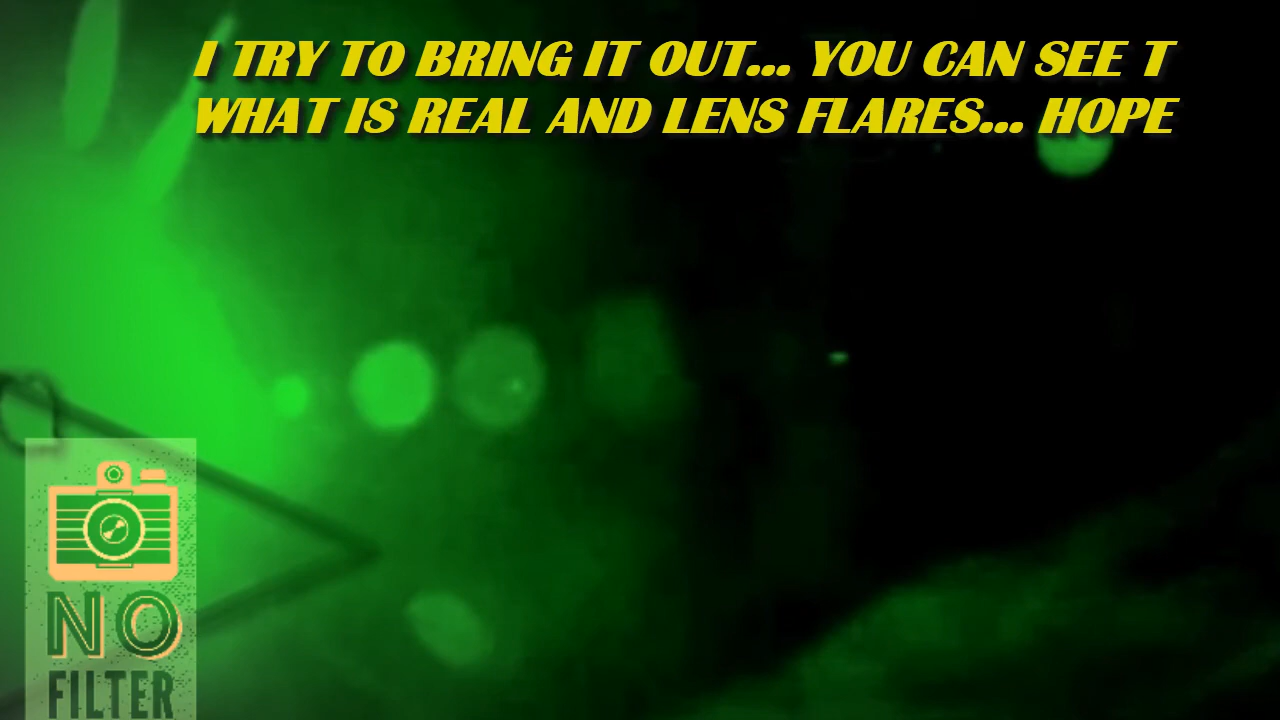 I TRY TO BRING IT OUT... YOU CAN SEE T
WHAT IS REAL AND LENS FLARES... HOPE
NO
FILTER